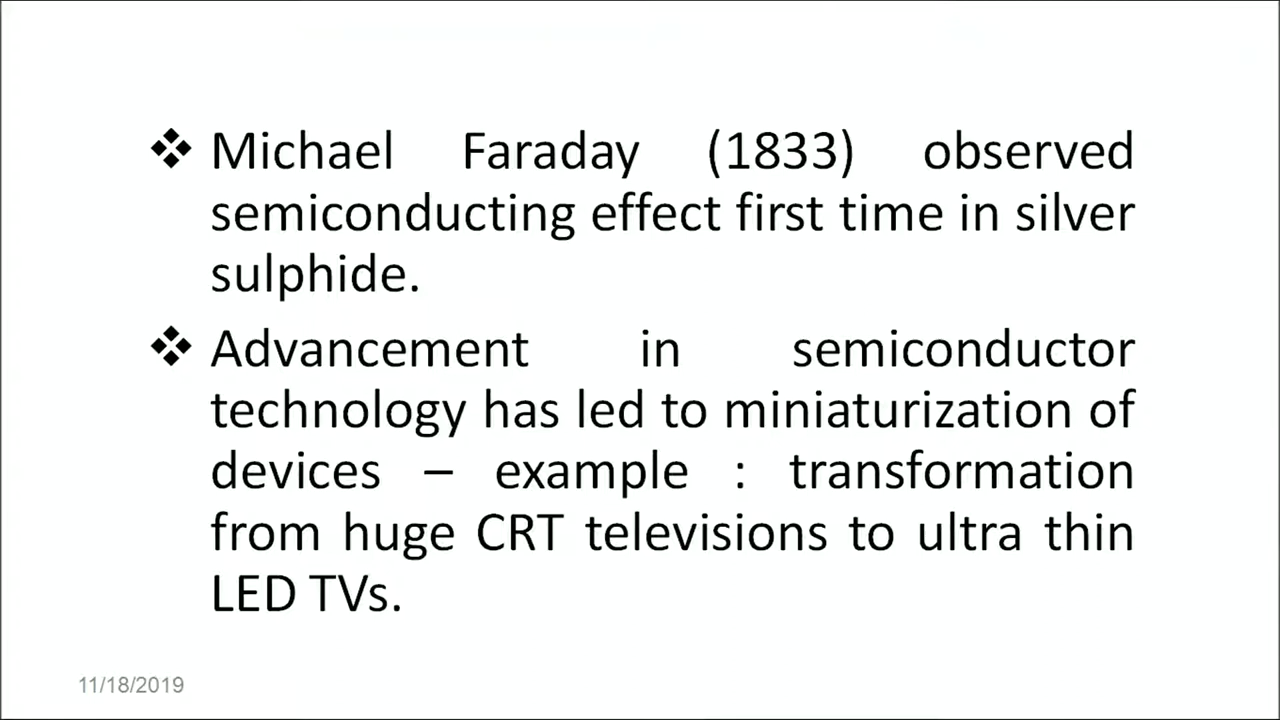 ❖ Michael Faraday (1833) observed
semiconducting effect first time in silver
sulphide.
❖ Advancement in semiconductor
technology has led to miniaturization of
devices – example : transformation
from huge CRT televisions to ultra thin
LED TVs.
11/18/2019